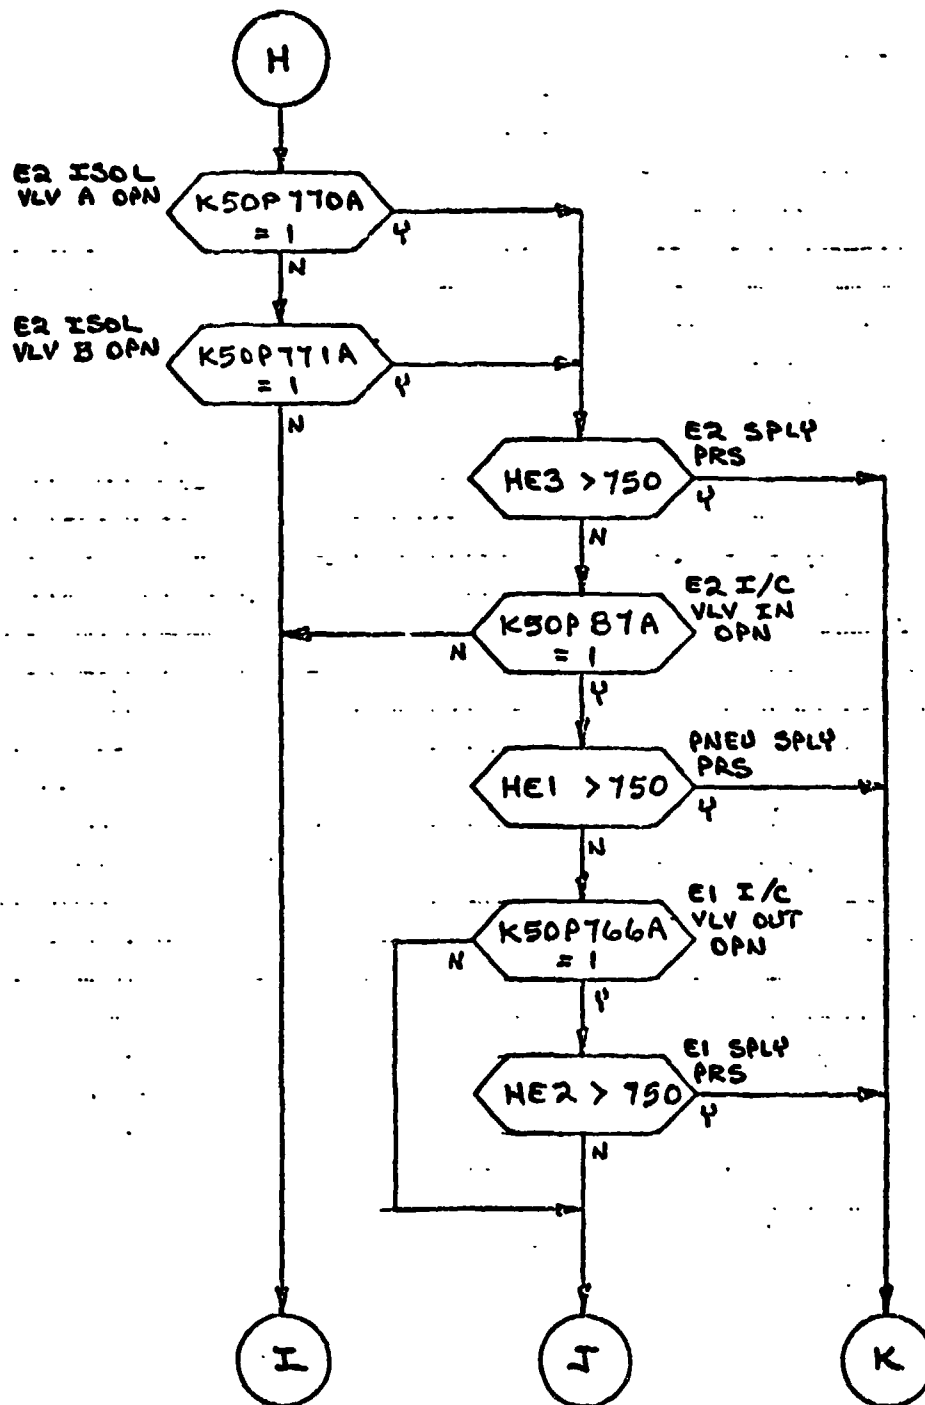 H
E2 ISOL
VLV A OPN
K50P770A
= 1
Y
N
E2 ISOL
VLV B OPN
K50P771A
= 1
Y
N
E2 SPLY
PRS
HE3 > 750
Y
N
E2 I/C
VLV IN
OPN
K50P87A
= 1
N
Y
PNEU SPLY
PRS
HE1 > 750
Y
N
E1 I/C
VLV OUT
OPN
K50P766A
= 1
N
Y
E1 SPLY
PRS
HE2 > 750
Y
N
I
J
K